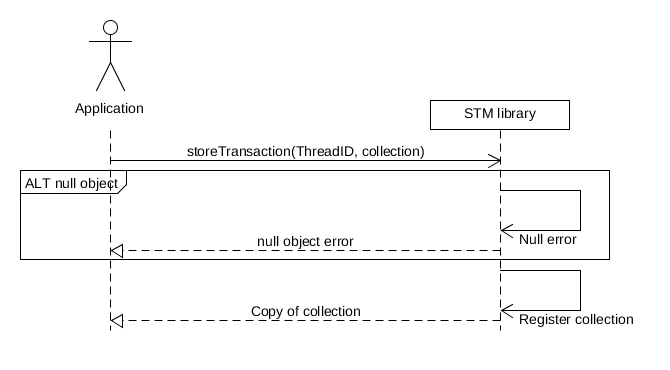 Application
STM library
storeTransaction(ThreadID, collection)
ALT null object
Null error
null object error
Copy of collection
Register collection